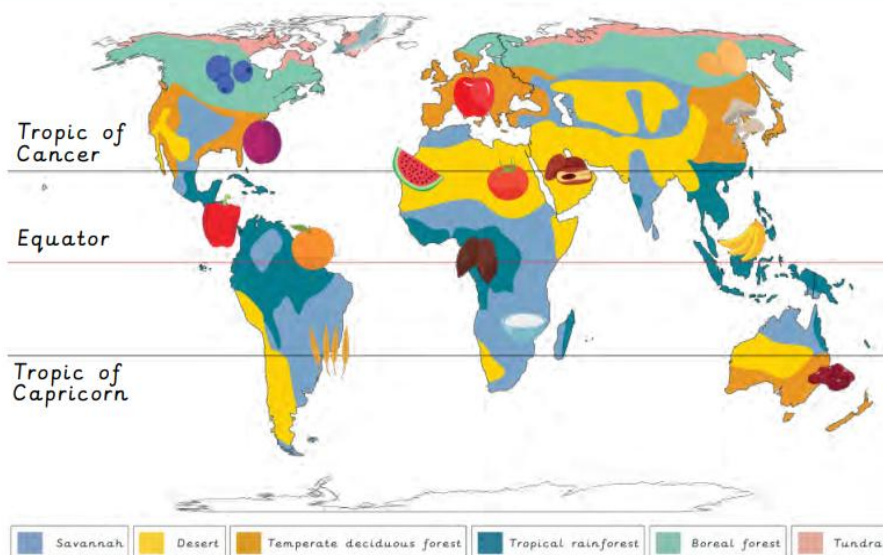 Tropic of
Cancer
Equator
Tropic of
Capricorn
Savannah Desert Temperate deciduous forest Tropical rainforest Boreal forest Tundra